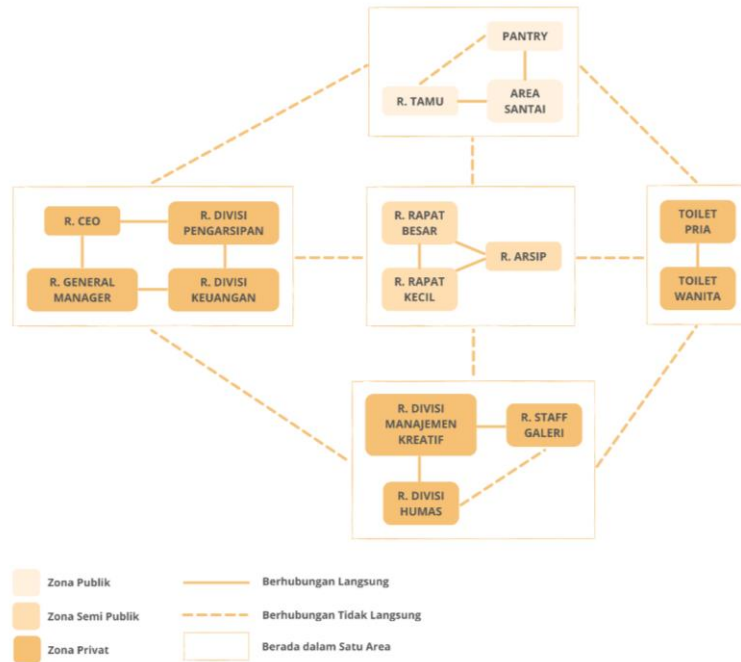 PANTRY
R. TAMU
AREA
SANTAI
R. CEO
R. DIVISI
PENGARSIPAN
R. GENERAL
MANAGER
R. DIVISI
KEUANGAN
R. RAPAT
BESAR
R. ARSIP
R. RAPAT
KECIL
TOILET
PRIA
TOILET
WANITA
R. DIVISI
MANAJEMEN
KREATIF
R. STAFF
GALERI
R. DIVISI
HUMAS
Zona Publik
Berhubungan Langsung
Zona Semi Publik
Berhubungan Tidak Langsung
Zona Privat
Berada dalam Satu Area